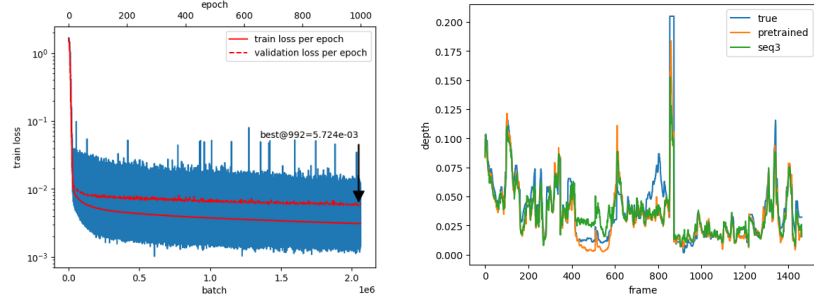 epoch
0 200 400 600 800 1000
train loss per epoch
validation loss per epoch
best@992=5.724e-03
train loss
10⁰
10⁻¹
10⁻²
10⁻³
0.0 0.5 1.0 1.5 2.0
1e6
batch
true
pretrained
seq3
depth
0.200
0.175
0.150
0.125
0.100
0.075
0.050
0.025
0.000
0 200 400 600 800 1000 1200 1400
frame